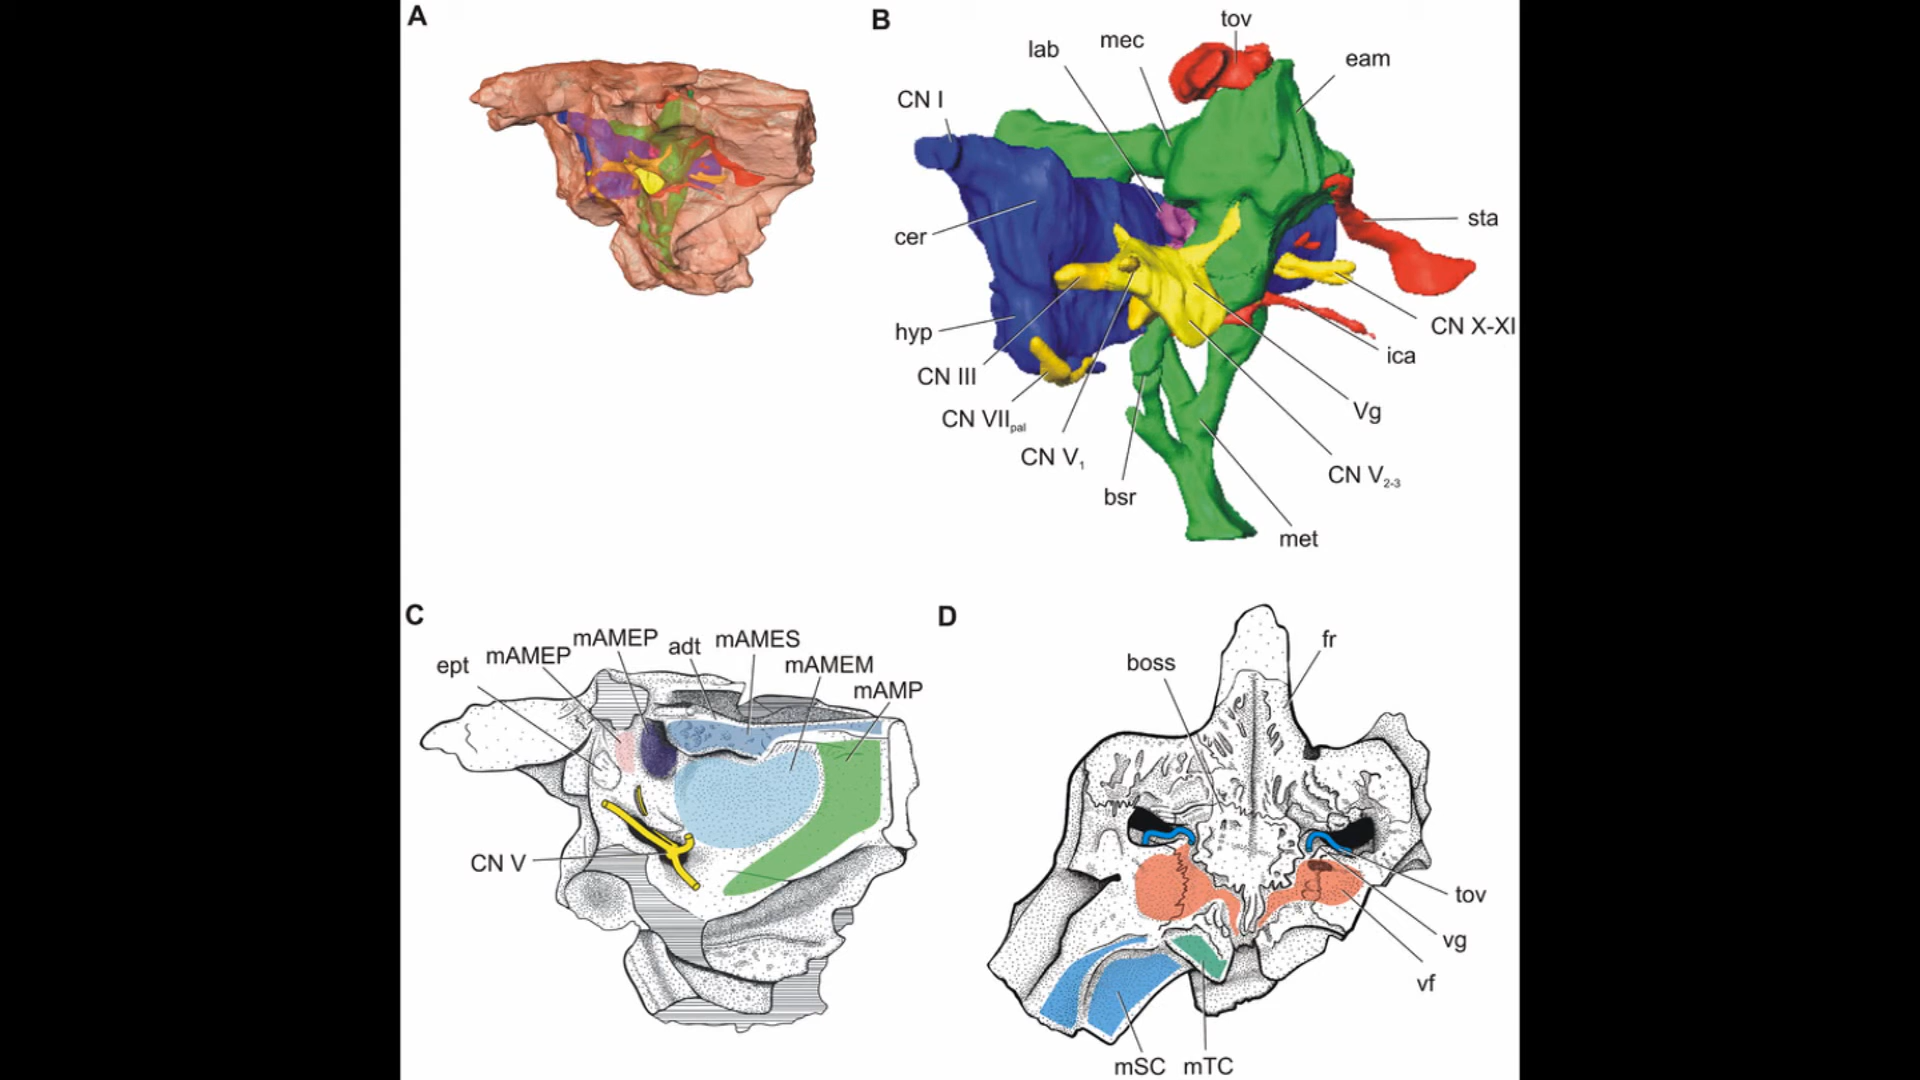 A
B
tov
lab
mec
eam
CN I
cer
sta
hyp
CN X-XI
ica
CN III
CN VIIpal
Vg
CN V1
CN V2-3
bsr
met
C
D
mAMEP
mAMEP
adt
mAMES
ept
mAMEM
mAMP
CN V
boss
fr
tov
vg
vf
mSC
mTC